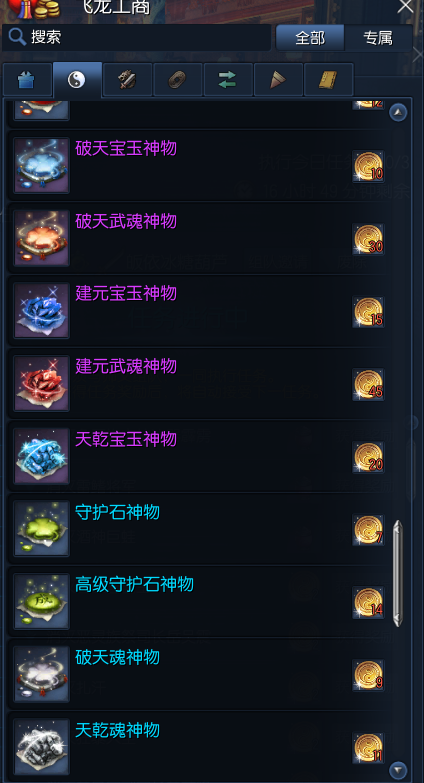 飞龙工商
搜索
全部
专属
12
破天宝玉神物
10
破天武魂神物
30
建元宝玉神物
15
建元武魂神物
45
天乾宝玉神物
20
守护石神物
7
高级守护石神物
14
破天魂神物
9
天乾魂神物
11